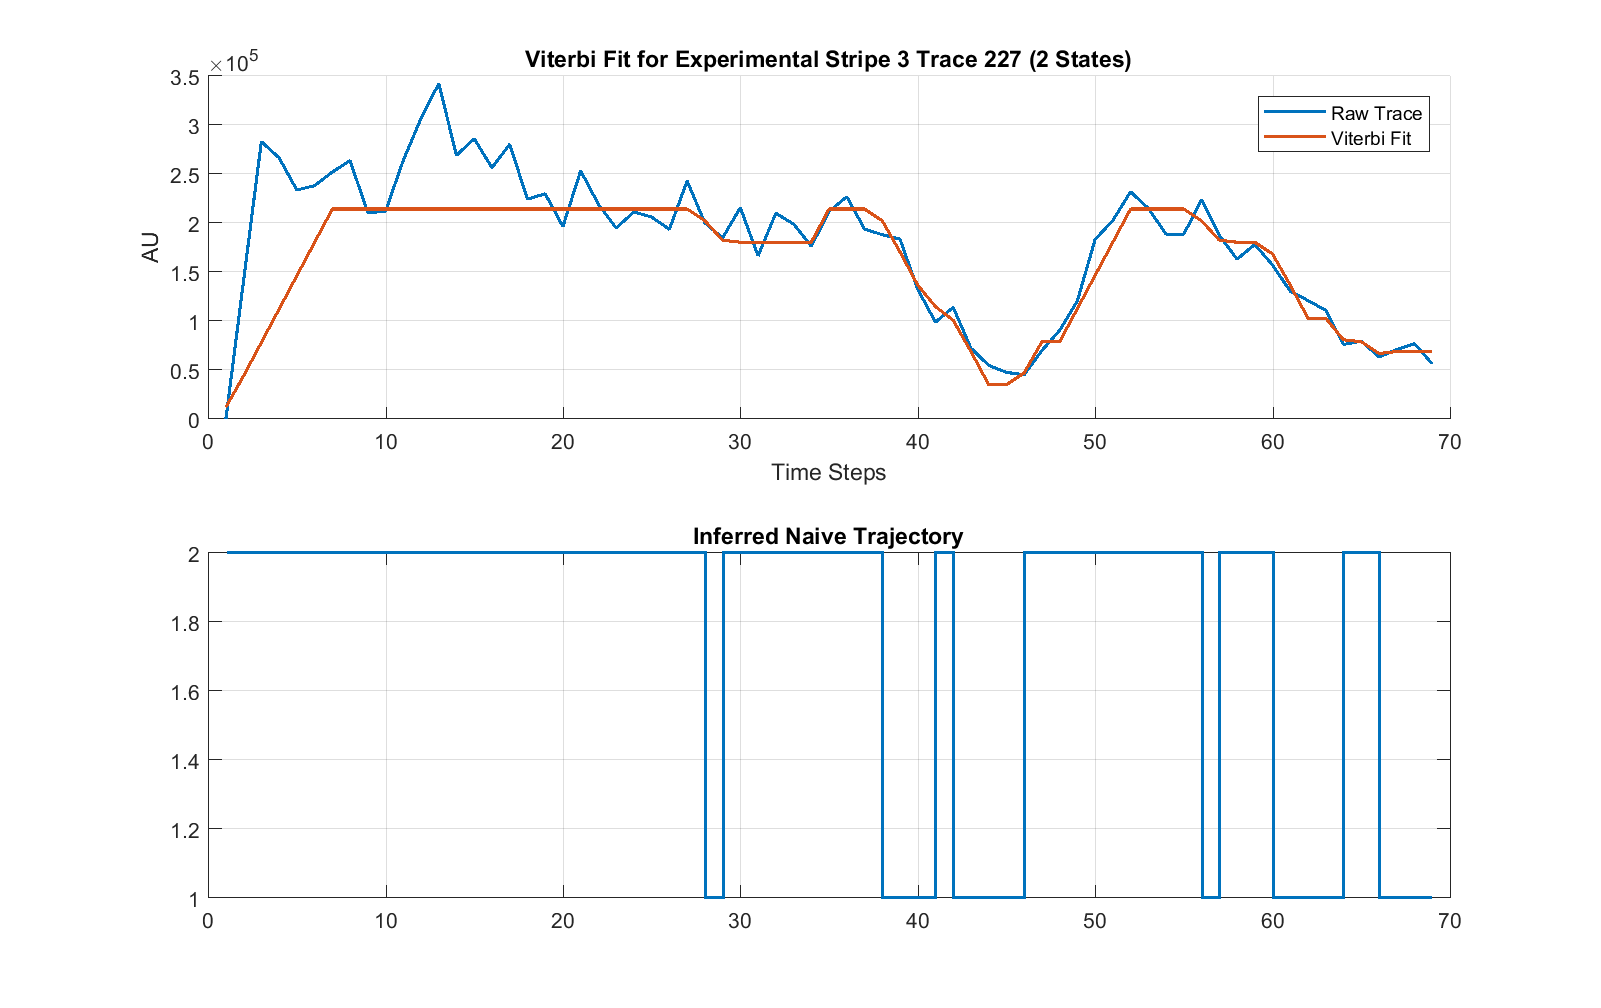 Viterbi Fit for Experimental Stripe 3 Trace 227 (2 States)
×10^5
3.5
3
2.5
2
1.5
1
0.5
0
AU
Raw Trace
Viterbi Fit
0 10 20 30 40 50 60 70
Time Steps
Inferred Naive Trajectory
2
1.8
1.6
1.4
1.2
1
0 10 20 30 40 50 60 70